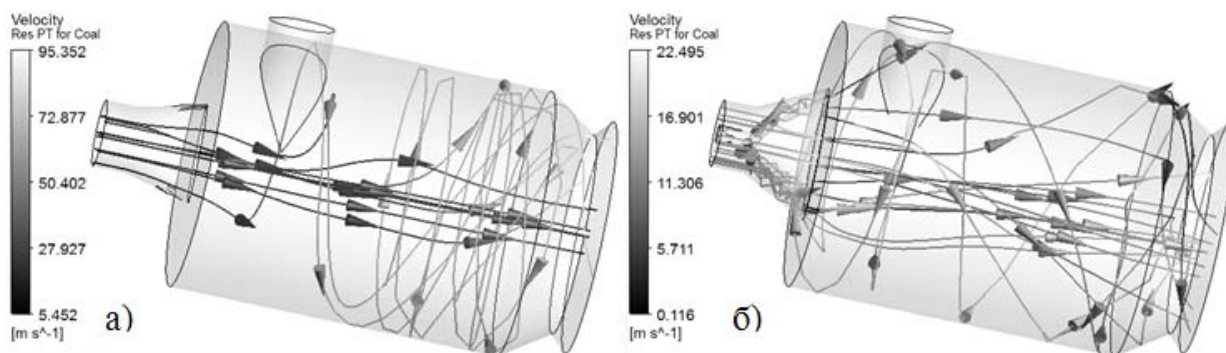 Velocity
Res PT for Coal
95.352
72.877
50.402
27.927
5.452
[m s^-1]
а)
Velocity
Res PT for Coal
22.495
16.901
11.306
5.711
0.116
[m s^-1]
б)